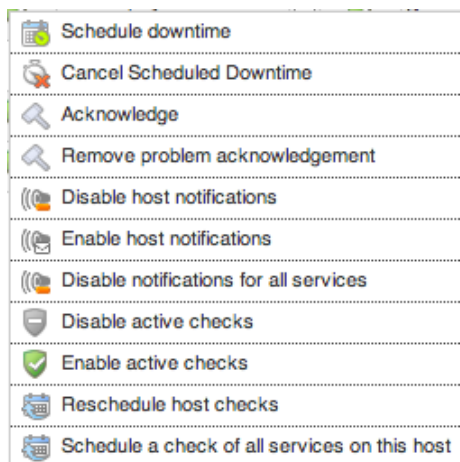 Schedule downtime
Cancel Scheduled Downtime
Acknowledge
Remove problem acknowledgement
Disable host notifications
Enable host notifications
Disable notifications for all services
Disable active checks
Enable active checks
Reschedule host checks
Schedule a check of all services on this host